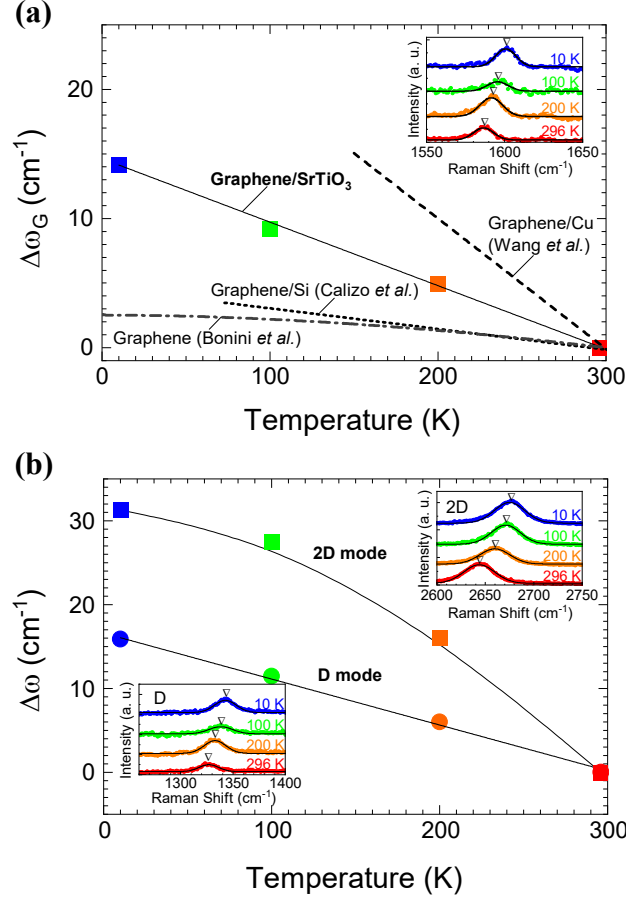 (a)
20
10
0
Δω_G (cm⁻¹)
0
100
200
300
Temperature (K)
Graphene/SrTiO₃
Graphene/Cu
(Wang et al.)
Graphene/Si (Calizo et al.)
Graphene (Bonini et al.)
Intensity (a. u.)
10 K
100 K
200 K
296 K
1550
1600
1650
Raman Shift (cm⁻¹)
(b)
30
20
10
0
Δω (cm⁻¹)
0
100
200
300
Temperature (K)
2D mode
D mode
2D
Intensity (a. u.)
10 K
100 K
200 K
296 K
2600
2650
2700
2750
Raman Shift (cm⁻¹)
D
Intensity (a. u.)
10 K
100 K
200 K
296 K
1300
1350
1400
Raman Shift (cm⁻¹)